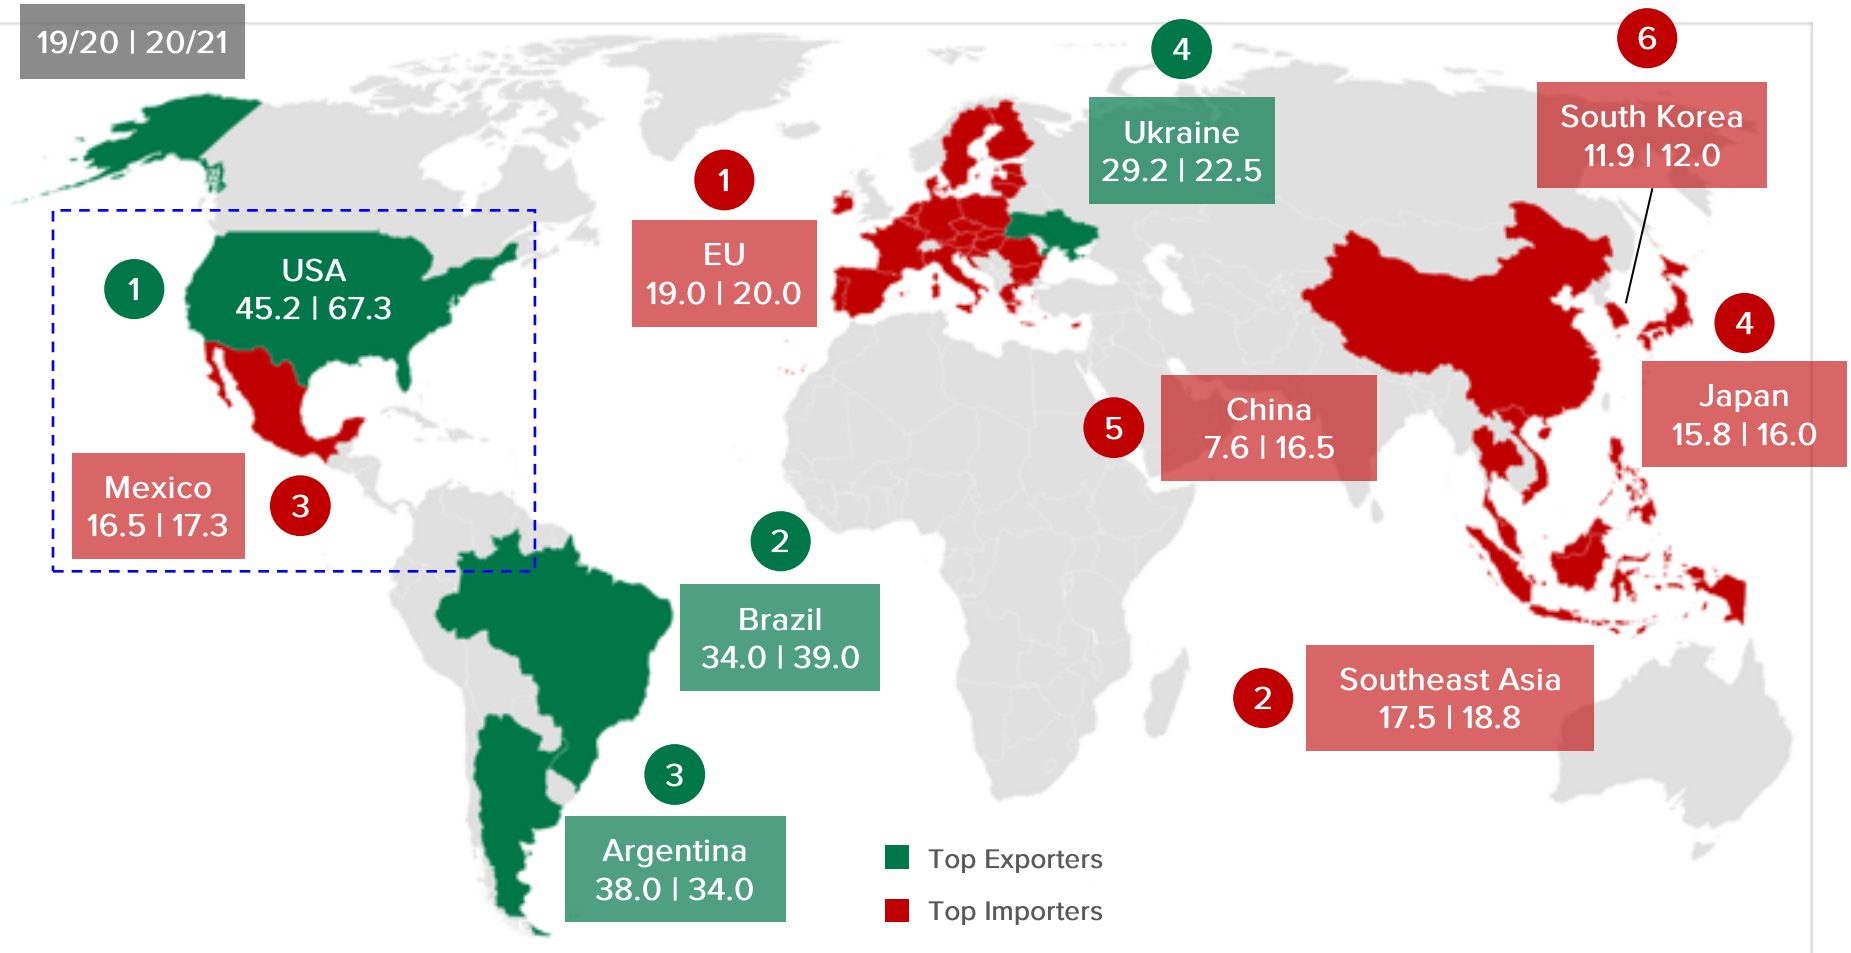 19/20 | 20/21
4
Ukraine
29.2 | 22.5
6
South Korea
11.9 | 12.0
1
EU
19.0 | 20.0
1
USA
45.2 | 67.3
4
Japan
15.8 | 16.0
5
China
7.6 | 16.5
Mexico
16.5 | 17.3
3
2
Brazil
34.0 | 39.0
2
Southeast Asia
17.5 | 18.8
3
Argentina
38.0 | 34.0
Top Exporters
Top Importers